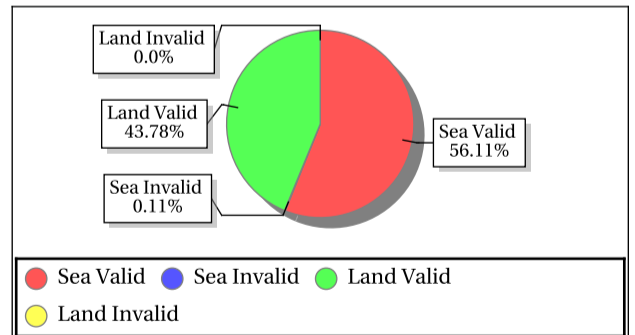 Land Invalid
0.0%
Land Valid
43.78%
Sea Valid
56.11%
Sea Invalid
0.11%
Sea Valid
Sea Invalid
Land Valid
Land Invalid